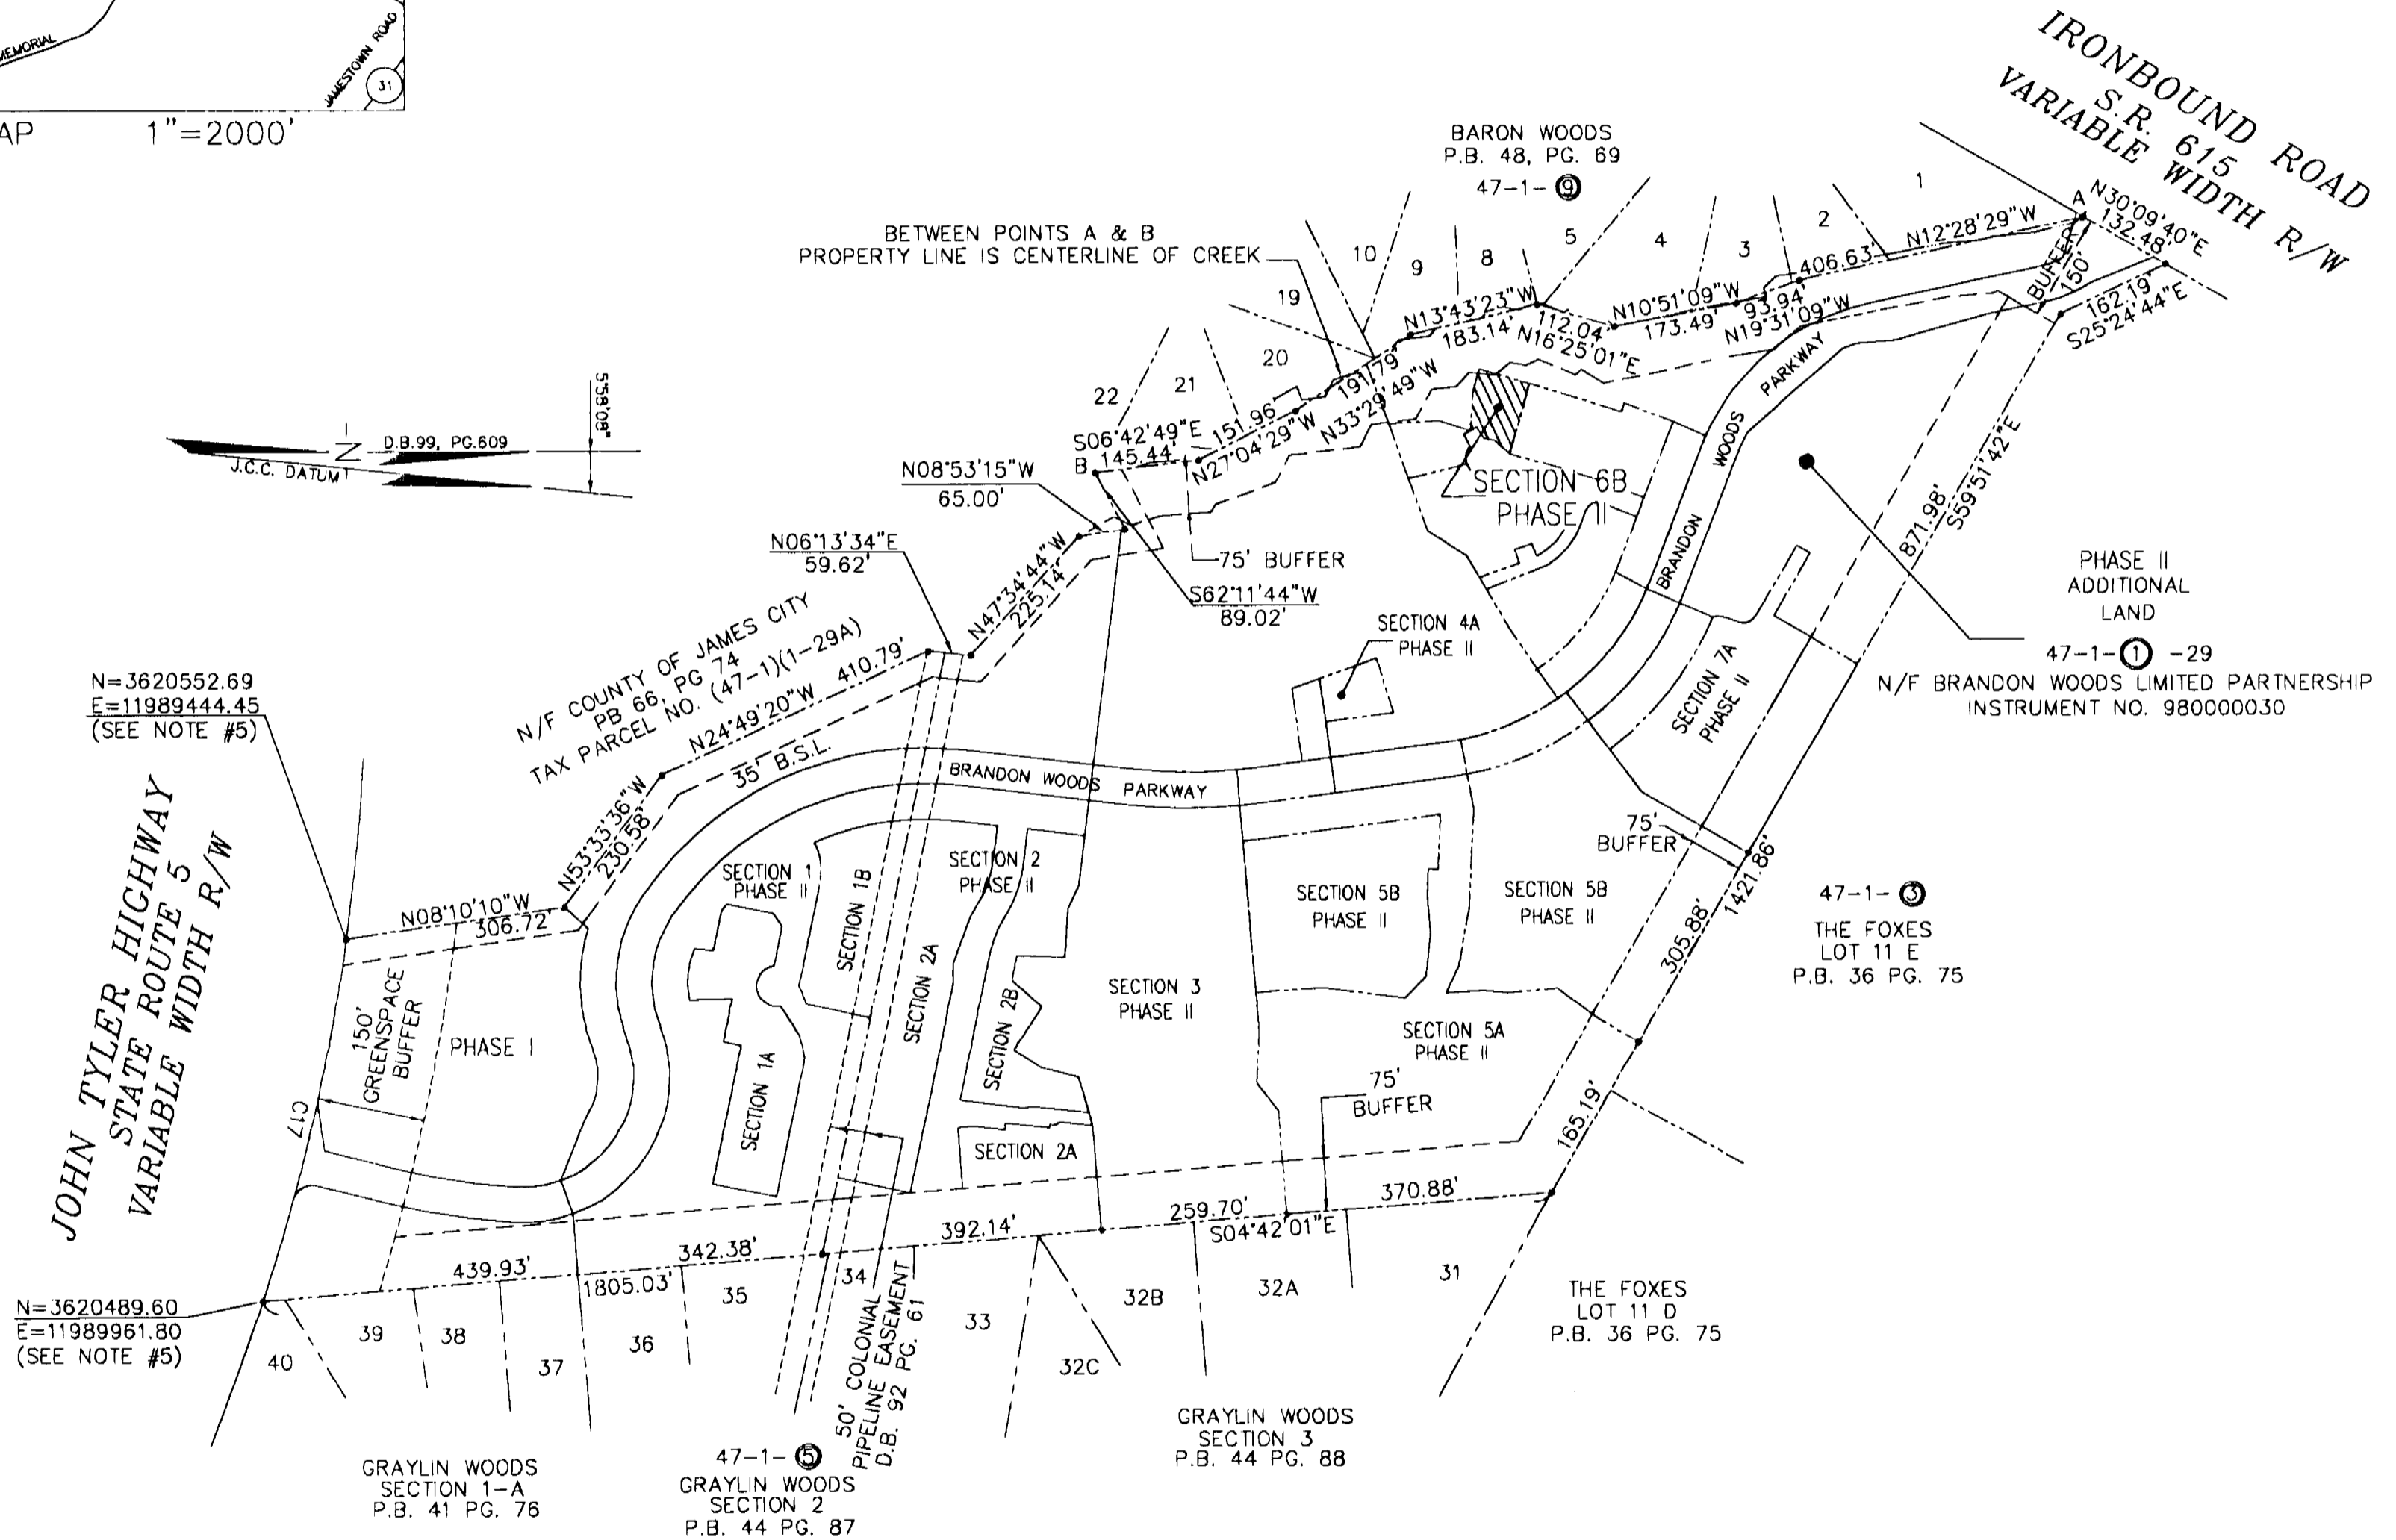 MEMORIAL
JAMESTOWN ROAD
31
AP 1"=2000'
IRONBOUND ROAD
S.R. 615
VARIABLE WIDTH R/W
BARON WOODS
P.B. 48, PG. 69
47-1-9
BETWEEN POINTS A & B
PROPERTY LINE IS CENTERLINE OF CREEK
1
2
3
4
5
8
9
10
19
20
21
22
A
N30°09'40"E
132.48'
N12°28'29"W
406.63'
BUFFER
150'
162.19'
S25°24'44"E
N19°31'09"W
93.94'
N10°51'09"W
173.49'
N16°25'01"E
112.04'
N13°43'23"W
183.14'
N33°29'49"W
191.79'
N27°04'29"W
151.96
S06°42'49"E
145.44'
B
N08°53'15"W
65.00'
S62°11'44"W
89.02'
75' BUFFER
N06°13'34"E
59.62'
N47°34'44"W
225.14'
N
D.B.99, PG.609
J.C.C. DATUM
5°58'08"
N/F COUNTY OF JAMES CITY
PB 66, PG 74
TAX PARCEL NO. (47-1)(1-29A)
N24°49'20"W 410.79'
35' B.S.L.
N53°33'36"W
230.58'
N08°10'10"W
306.72'
N=3620552.69
E=11989444.45
(SEE NOTE #5)
JOHN TYLER HIGHWAY
STATE ROUTE 5
VARIABLE WIDTH R/W
C17
150'
GREENSPACE
BUFFER
PHASE I
BRANDON WOODS PARKWAY
BRANDON WOODS PARKWAY
SECTION 6B
PHASE II
SECTION 4A
PHASE II
SECTION 7A
PHASE II
871.98'
S59°51'42"E
PHASE II
ADDITIONAL
LAND
47-1-1 -29
N/F BRANDON WOODS LIMITED PARTNERSHIP
INSTRUMENT NO. 980000030
SECTION 1
PHASE II
SECTION 1B
SECTION 1A
SECTION 2
PHASE II
SECTION 2A
SECTION 2B
SECTION 2A
SECTION 3
PHASE II
SECTION 5B
PHASE II
SECTION 5B
PHASE II
SECTION 5A
PHASE II
75'
BUFFER
75'
BUFFER
1421.86'
305.88'
165.19'
47-1-3
THE FOXES
LOT 11 E
P.B. 36 PG. 75
370.88'
259.70'
S04°42'01"E
392.14'
342.38'
1805.03'
439.93'
N=3620489.60
E=11989961.80
(SEE NOTE #5)
40
39
38
37
36
35
34
33
32C
32B
32A
31
50' COLONIAL
PIPELINE EASEMENT
D.B. 92 PG. 61
THE FOXES
LOT 11 D
P.B. 36 PG. 75
GRAYLIN WOODS
SECTION 1-A
P.B. 41 PG. 76
47-1-5
GRAYLIN WOODS
SECTION 2
P.B. 44 PG. 87
GRAYLIN WOODS
SECTION 3
P.B. 44 PG. 88